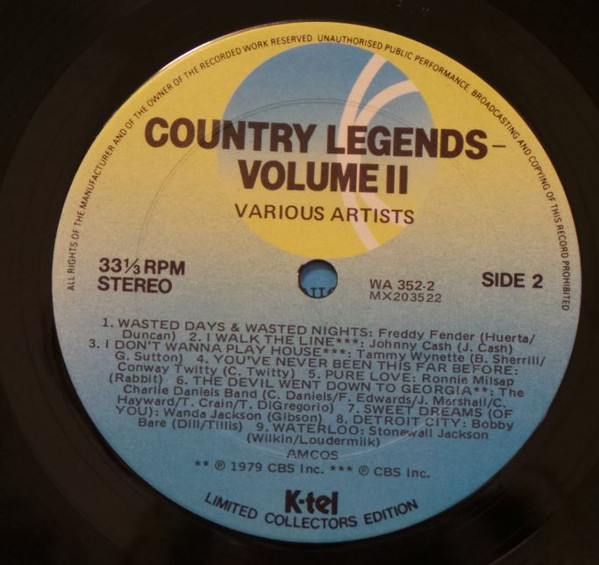 ALL RIGHTS OF THE MANUFACTURER AND OF THE OWNER OF THE RECORDED WORK RESERVED UNAUTHORISED PUBLIC PERFORMANCE BROADCASTING AND COPYING OF THIS RECORD PROHIBITED
COUNTRY LEGENDS–
VOLUME II
VARIOUS ARTISTS
33⅓ RPM
STEREO
WA 352-2
MX203522
SIDE 2
1. WASTED DAYS & WASTED NIGHTS: Freddy Fender (Huerta/
Duncan) 2. I WALK THE LINE***: Johnny Cash (J. Cash)
3. I DON'T WANNA PLAY HOUSE***: Tammy Wynette (B. Sherrill/
G. Sutton) 4. YOU'VE NEVER BEEN THIS FAR BEFORE:
Conway Twitty (C. Twitty) 5. PURE LOVE: Ronnie Milsap
(Rabbit) 6. THE DEVIL WENT DOWN TO GEORGIA**: The
Charlie Daniels Band (C. Daniels/F. Edwards/J. Marshall/C.
Hayward/T. Crain/T. DiGregorio) 7. SWEET DREAMS (OF
YOU): Wanda Jackson (Gibson) 8. DETROIT CITY: Bobby
Bare (Dill/Tillis) 9. WATERLOO: Stonewall Jackson
(Wilkin/Loudermilk)
AMCOS
** ℗ 1979 CBS Inc. *** ℗ CBS Inc.
K-tel
LIMITED COLLECTORS EDITION